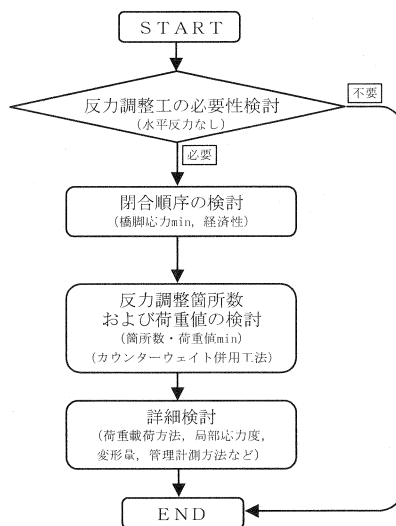 START
反力調整工の必要性検討
(水平反力なし)
不要
必要
閉合順序の検討
(橋脚応力min, 経済性)
反力調整箇所数
および荷重値の検討
(箇所数・荷重値min)
(カウンターウェイト併用工法)
詳細検討
(荷重載荷方法, 局部応力度,
変形量, 管理計測方法など)
END